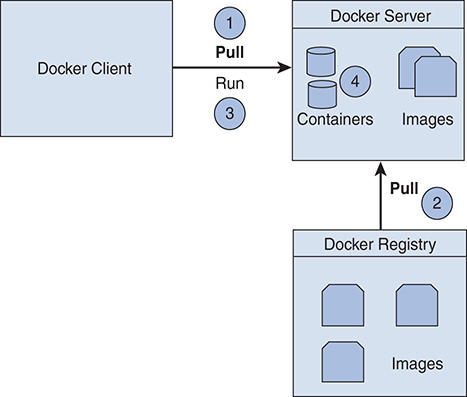 1
Pull
Docker Client
Run
3
Docker Server
4
Containers
Images
Pull
2
Docker Registry
Images